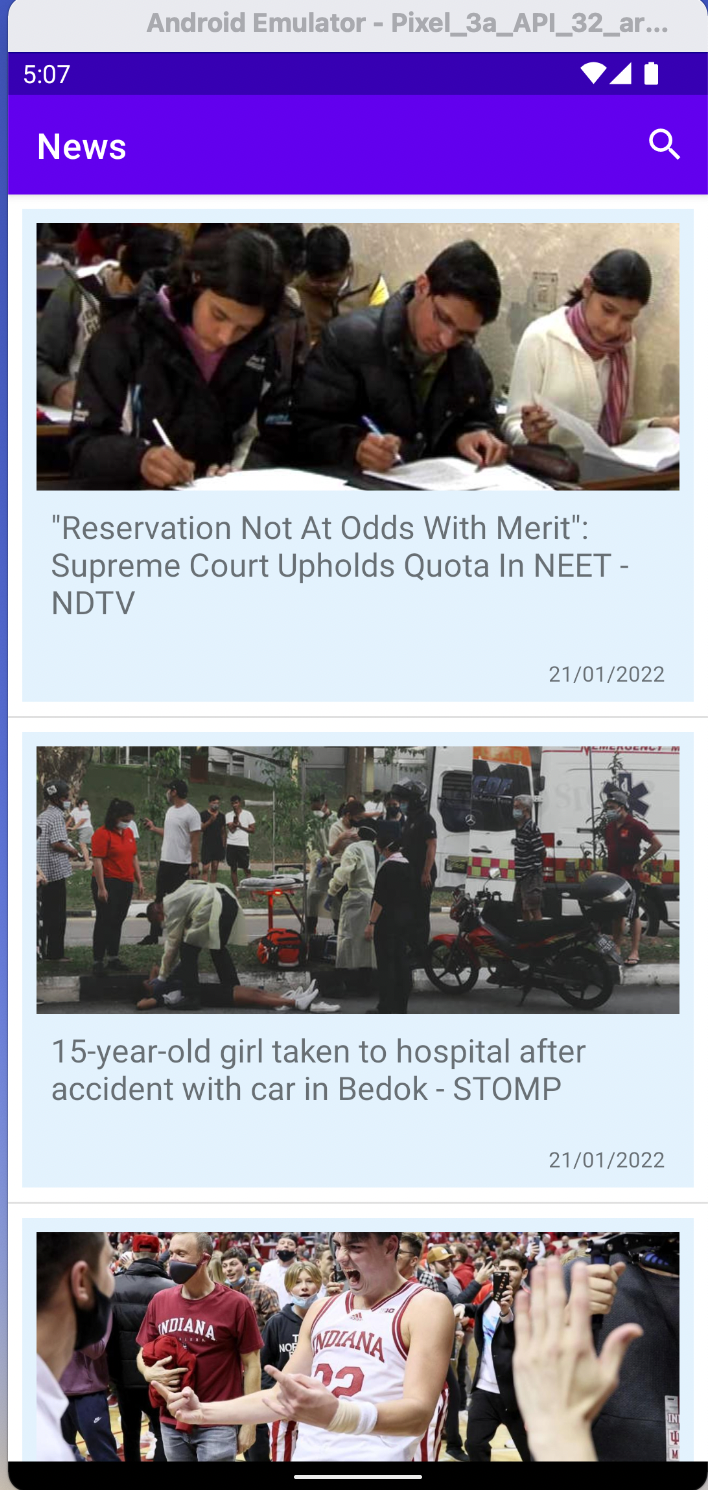 Android Emulator - Pixel_3a_API_32_ar...
5:07
News
"Reservation Not At Odds With Merit":
Supreme Court Upholds Quota In NEET -
NDTV
21/01/2022
EMERGENCY
15-year-old girl taken to hospital after
accident with car in Bedok - STOMP
21/01/2022
INDIANA
INDIANA
22